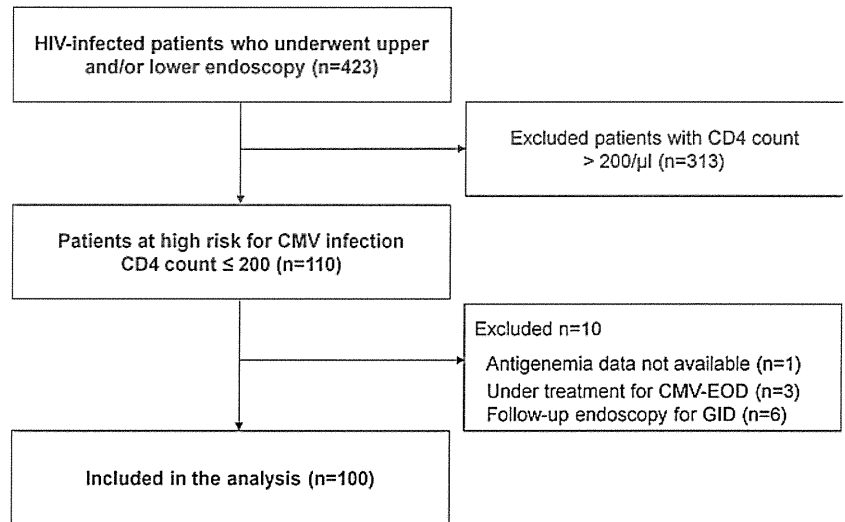 HIV-infected patients who underwent upper
and/or lower endoscopy (n=423)
Excluded patients with CD4 count
> 200/µl (n=313)
Patients at high risk for CMV infection
CD4 count ≤ 200 (n=110)
Excluded n=10
Antigenemia data not available (n=1)
Under treatment for CMV-EOD (n=3)
Follow-up endoscopy for GID (n=6)
Included in the analysis (n=100)